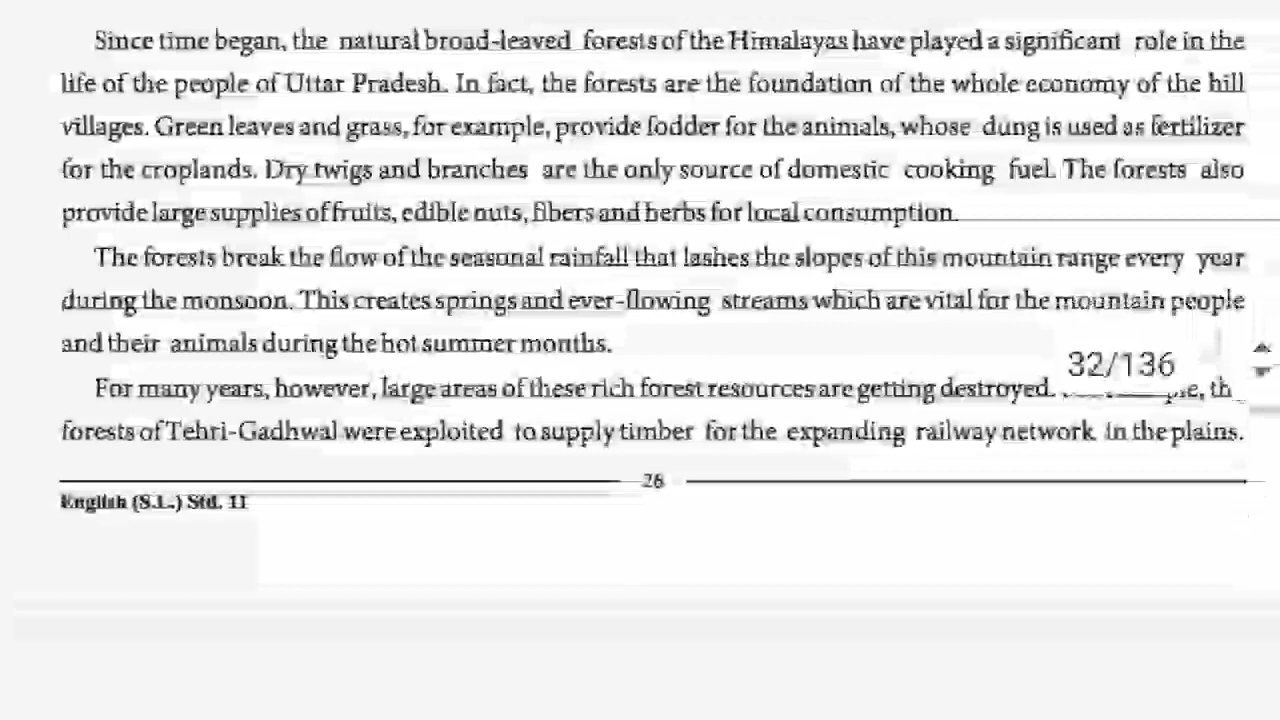 Since time began, the natural broad-leaved forests of the Himalayas have played a significant role in the
life of the people of Uttar Pradesh. In fact, the forests are the foundation of the whole economy of the hill
villages. Green leaves and grass, for example, provide fodder for the animals, whose dung is used as fertilizer
for the croplands. Dry twigs and branches are the only source of domestic cooking fuel. The forests also
provide large supplies of fruits, edible nuts, fibers and herbs for local consumption.
The forests break the flow of the seasonal rainfall that lashes the slopes of this mountain range every year
during the monsoon. This creates springs and ever-flowing streams which are vital for the mountain people
and their animals during the hot summer months.
32/136
For many years, however, large areas of these rich forest resources are getting destroyed.
forests of Tehri-Gadhwal were exploited to supply timber for the expanding railway network in the plains.
26
English (S.L.) Std. 11